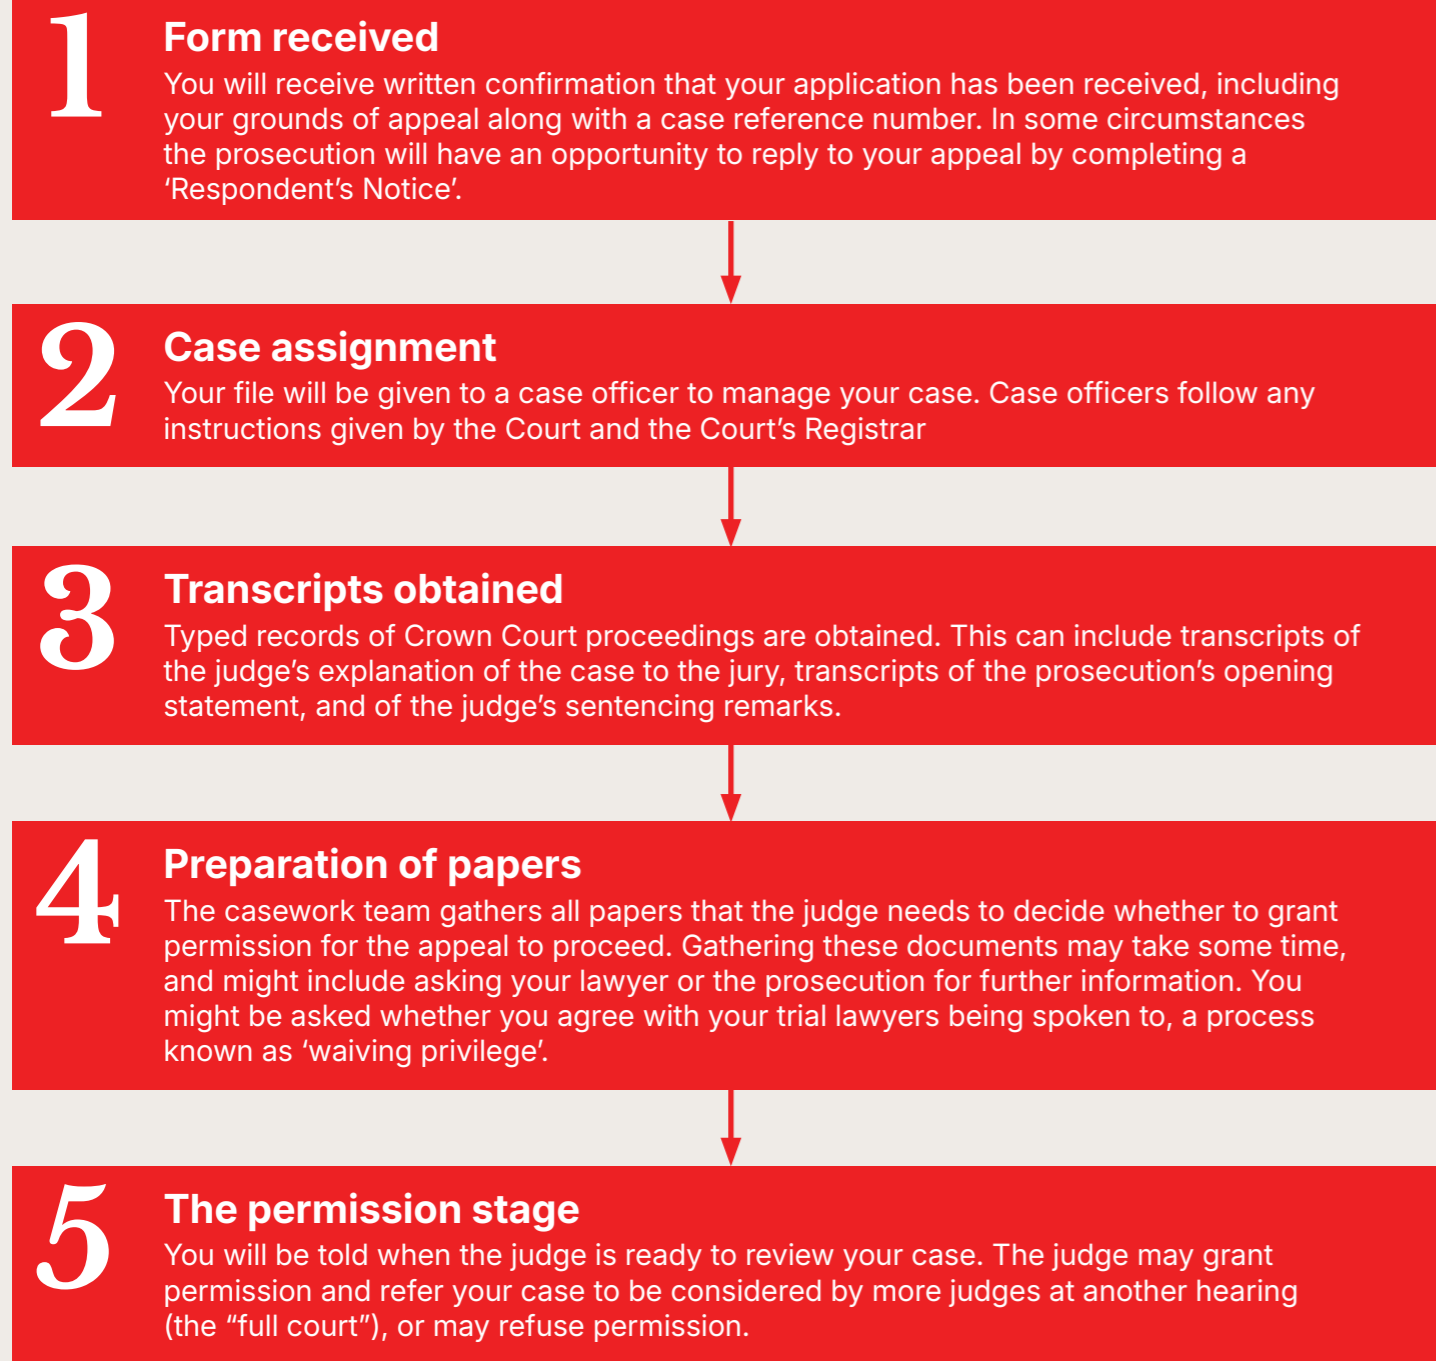 1
Form received
You will receive written confirmation that your application has been received, including
your grounds of appeal along with a case reference number. In some circumstances
the prosecution will have an opportunity to reply to your appeal by completing a
‘Respondent’s Notice’.
2
Case assignment
Your file will be given to a case officer to manage your case. Case officers follow any
instructions given by the Court and the Court’s Registrar
3
Transcripts obtained
Typed records of Crown Court proceedings are obtained. This can include transcripts of
the judge’s explanation of the case to the jury, transcripts of the prosecution’s opening
statement, and of the judge’s sentencing remarks.
4
Preparation of papers
The casework team gathers all papers that the judge needs to decide whether to grant
permission for the appeal to proceed. Gathering these documents may take some time,
and might include asking your lawyer or the prosecution for further information. You
might be asked whether you agree with your trial lawyers being spoken to, a process
known as ‘waiving privilege’.
5
The permission stage
You will be told when the judge is ready to review your case. The judge may grant
permission and refer your case to be considered by more judges at another hearing
(the “full court”), or may refuse permission.